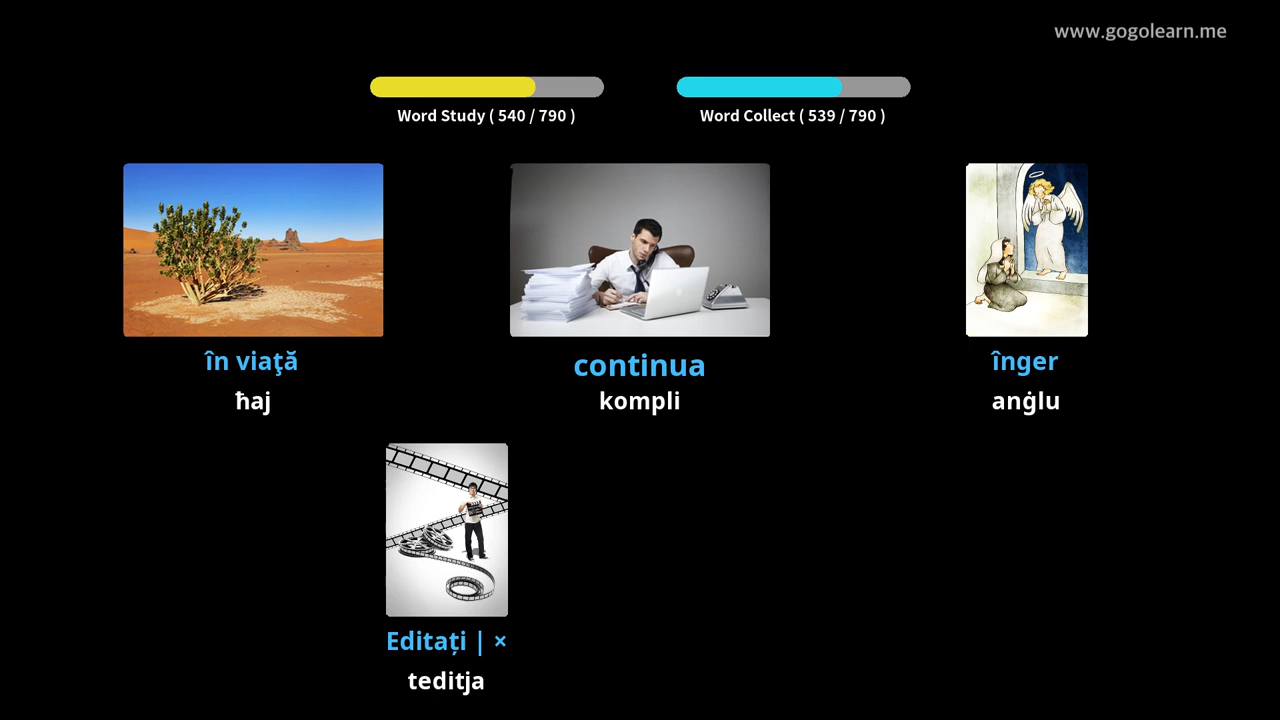 www.gogolearn.me
Word Study ( 540 / 790 )
Word Collect ( 539 / 790 )
în viaţă
ħaj
continua
kompli
înger
anġlu
Editați | ×
teditja